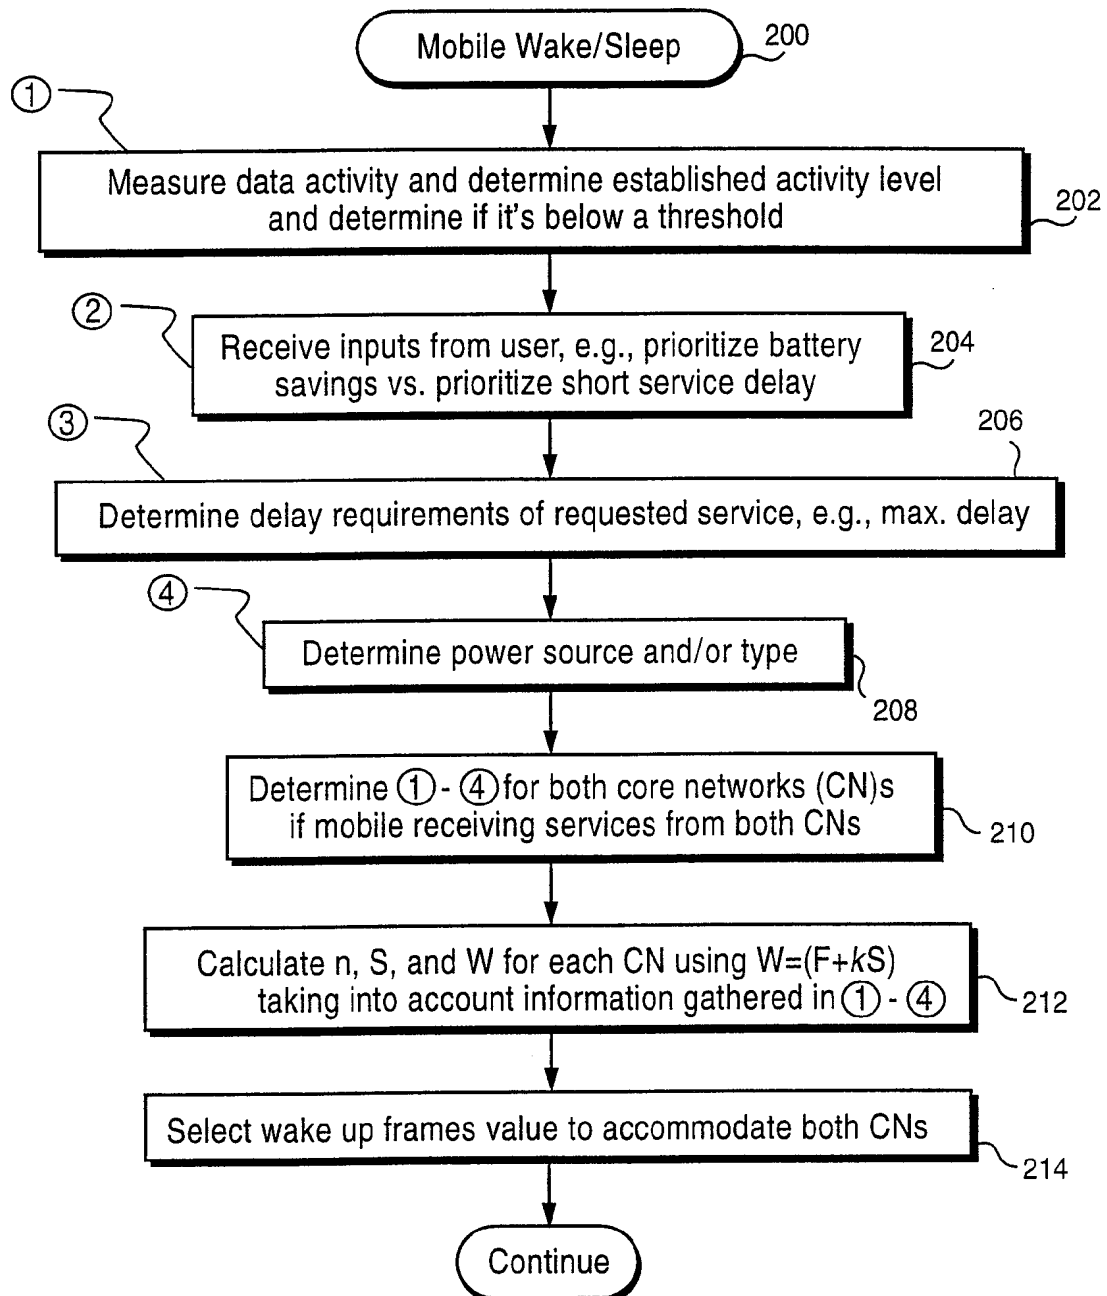 Mobile Wake/Sleep
200
①
Measure data activity and determine established activity level
and determine if it's below a threshold
202
②
Receive inputs from user, e.g., prioritize battery
savings vs. prioritize short service delay
204
③
206
Determine delay requirements of requested service, e.g., max. delay
④
Determine power source and/or type
208
Determine ① - ④ for both core networks (CN)s
if mobile receiving services from both CNs
210
Calculate n, S, and W for each CN using W=(F+kS)
taking into account information gathered in ① - ④
212
Select wake up frames value to accommodate both CNs
214
Continue